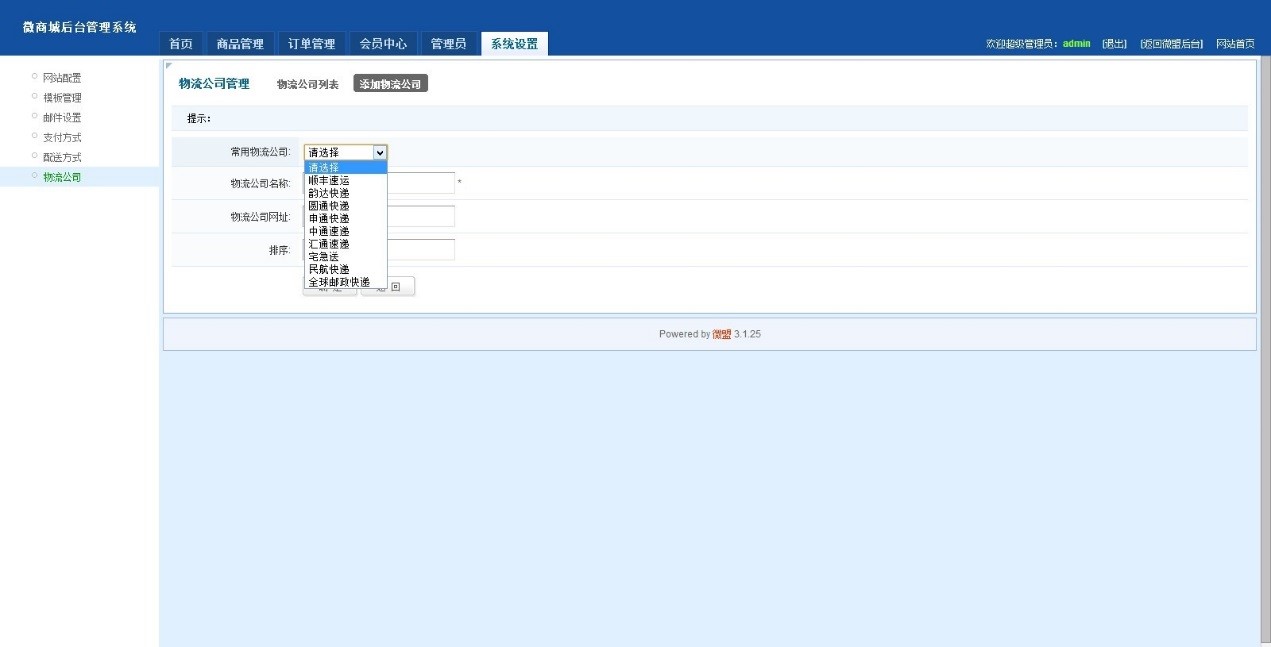 微商城后台管理系统
首页 商品管理 订单管理 会员中心 管理员 系统设置
欢迎超级管理员：admin [退出] [返回微盟后台] 网站首页
网站配置
模板管理
邮件设置
支付方式
配送方式
物流公司
物流公司管理 物流公司列表 添加物流公司
提示：
常用物流公司: 请选择
请选择
顺丰速运
韵达快递
圆通快递
申通快递
中通速递
汇通速递
宅急送
民航快递
全球邮政快递
物流公司名称: *
物流公司网址:
排序:
返 回
Powered by 微盟 3.1.25